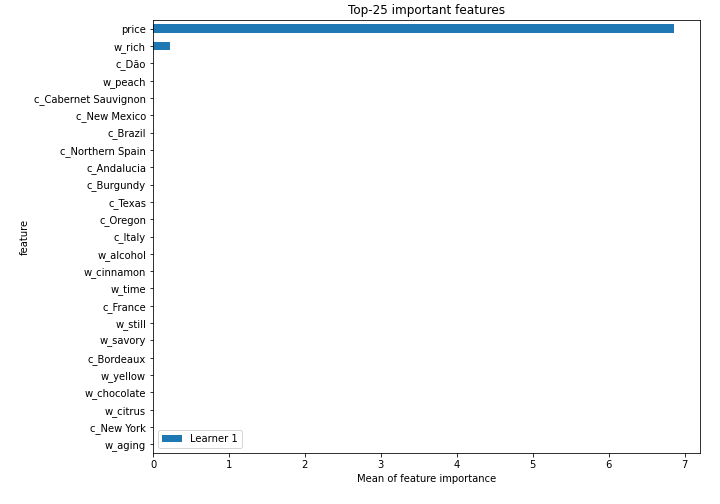 Top-25 important features
price
w_rich
c_Dão
w_peach
c_Cabernet Sauvignon
c_New Mexico
c_Brazil
c_Northern Spain
c_Andalucia
c_Burgundy
c_Texas
c_Oregon
c_Italy
w_alcohol
w_cinnamon
w_time
c_France
w_still
w_savory
c_Bordeaux
w_yellow
w_chocolate
w_citrus
c_New York
w_aging
feature
Learner 1
0 1 2 3 4 5 6 7
Mean of feature importance